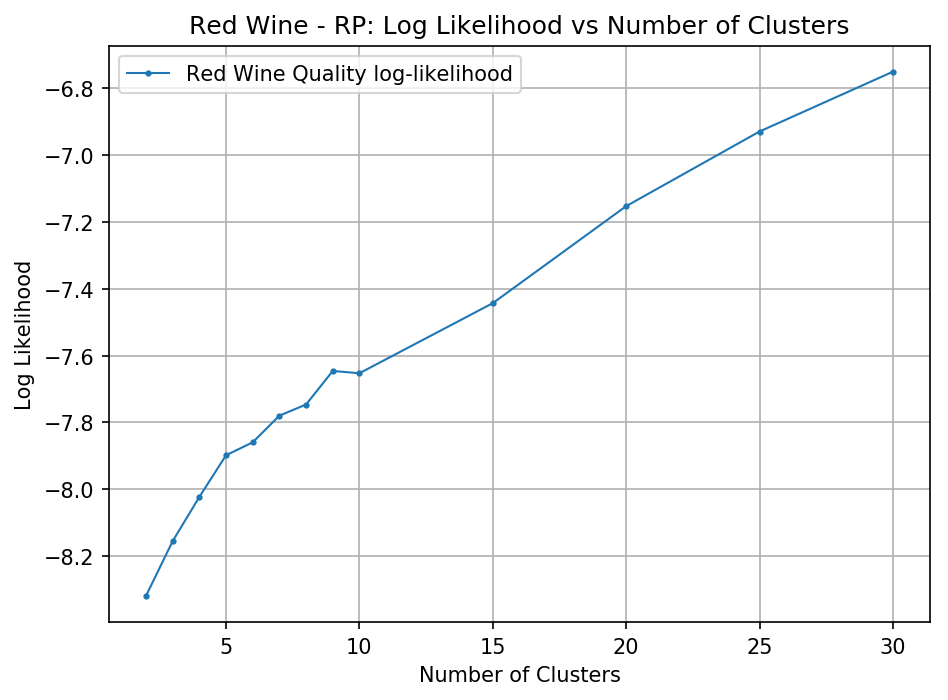 Red Wine - RP: Log Likelihood vs Number of Clusters
Red Wine Quality log-likelihood
Log Likelihood
−6.8
−7.0
−7.2
−7.4
−7.6
−7.8
−8.0
−8.2
5 10 15 20 25 30
Number of Clusters